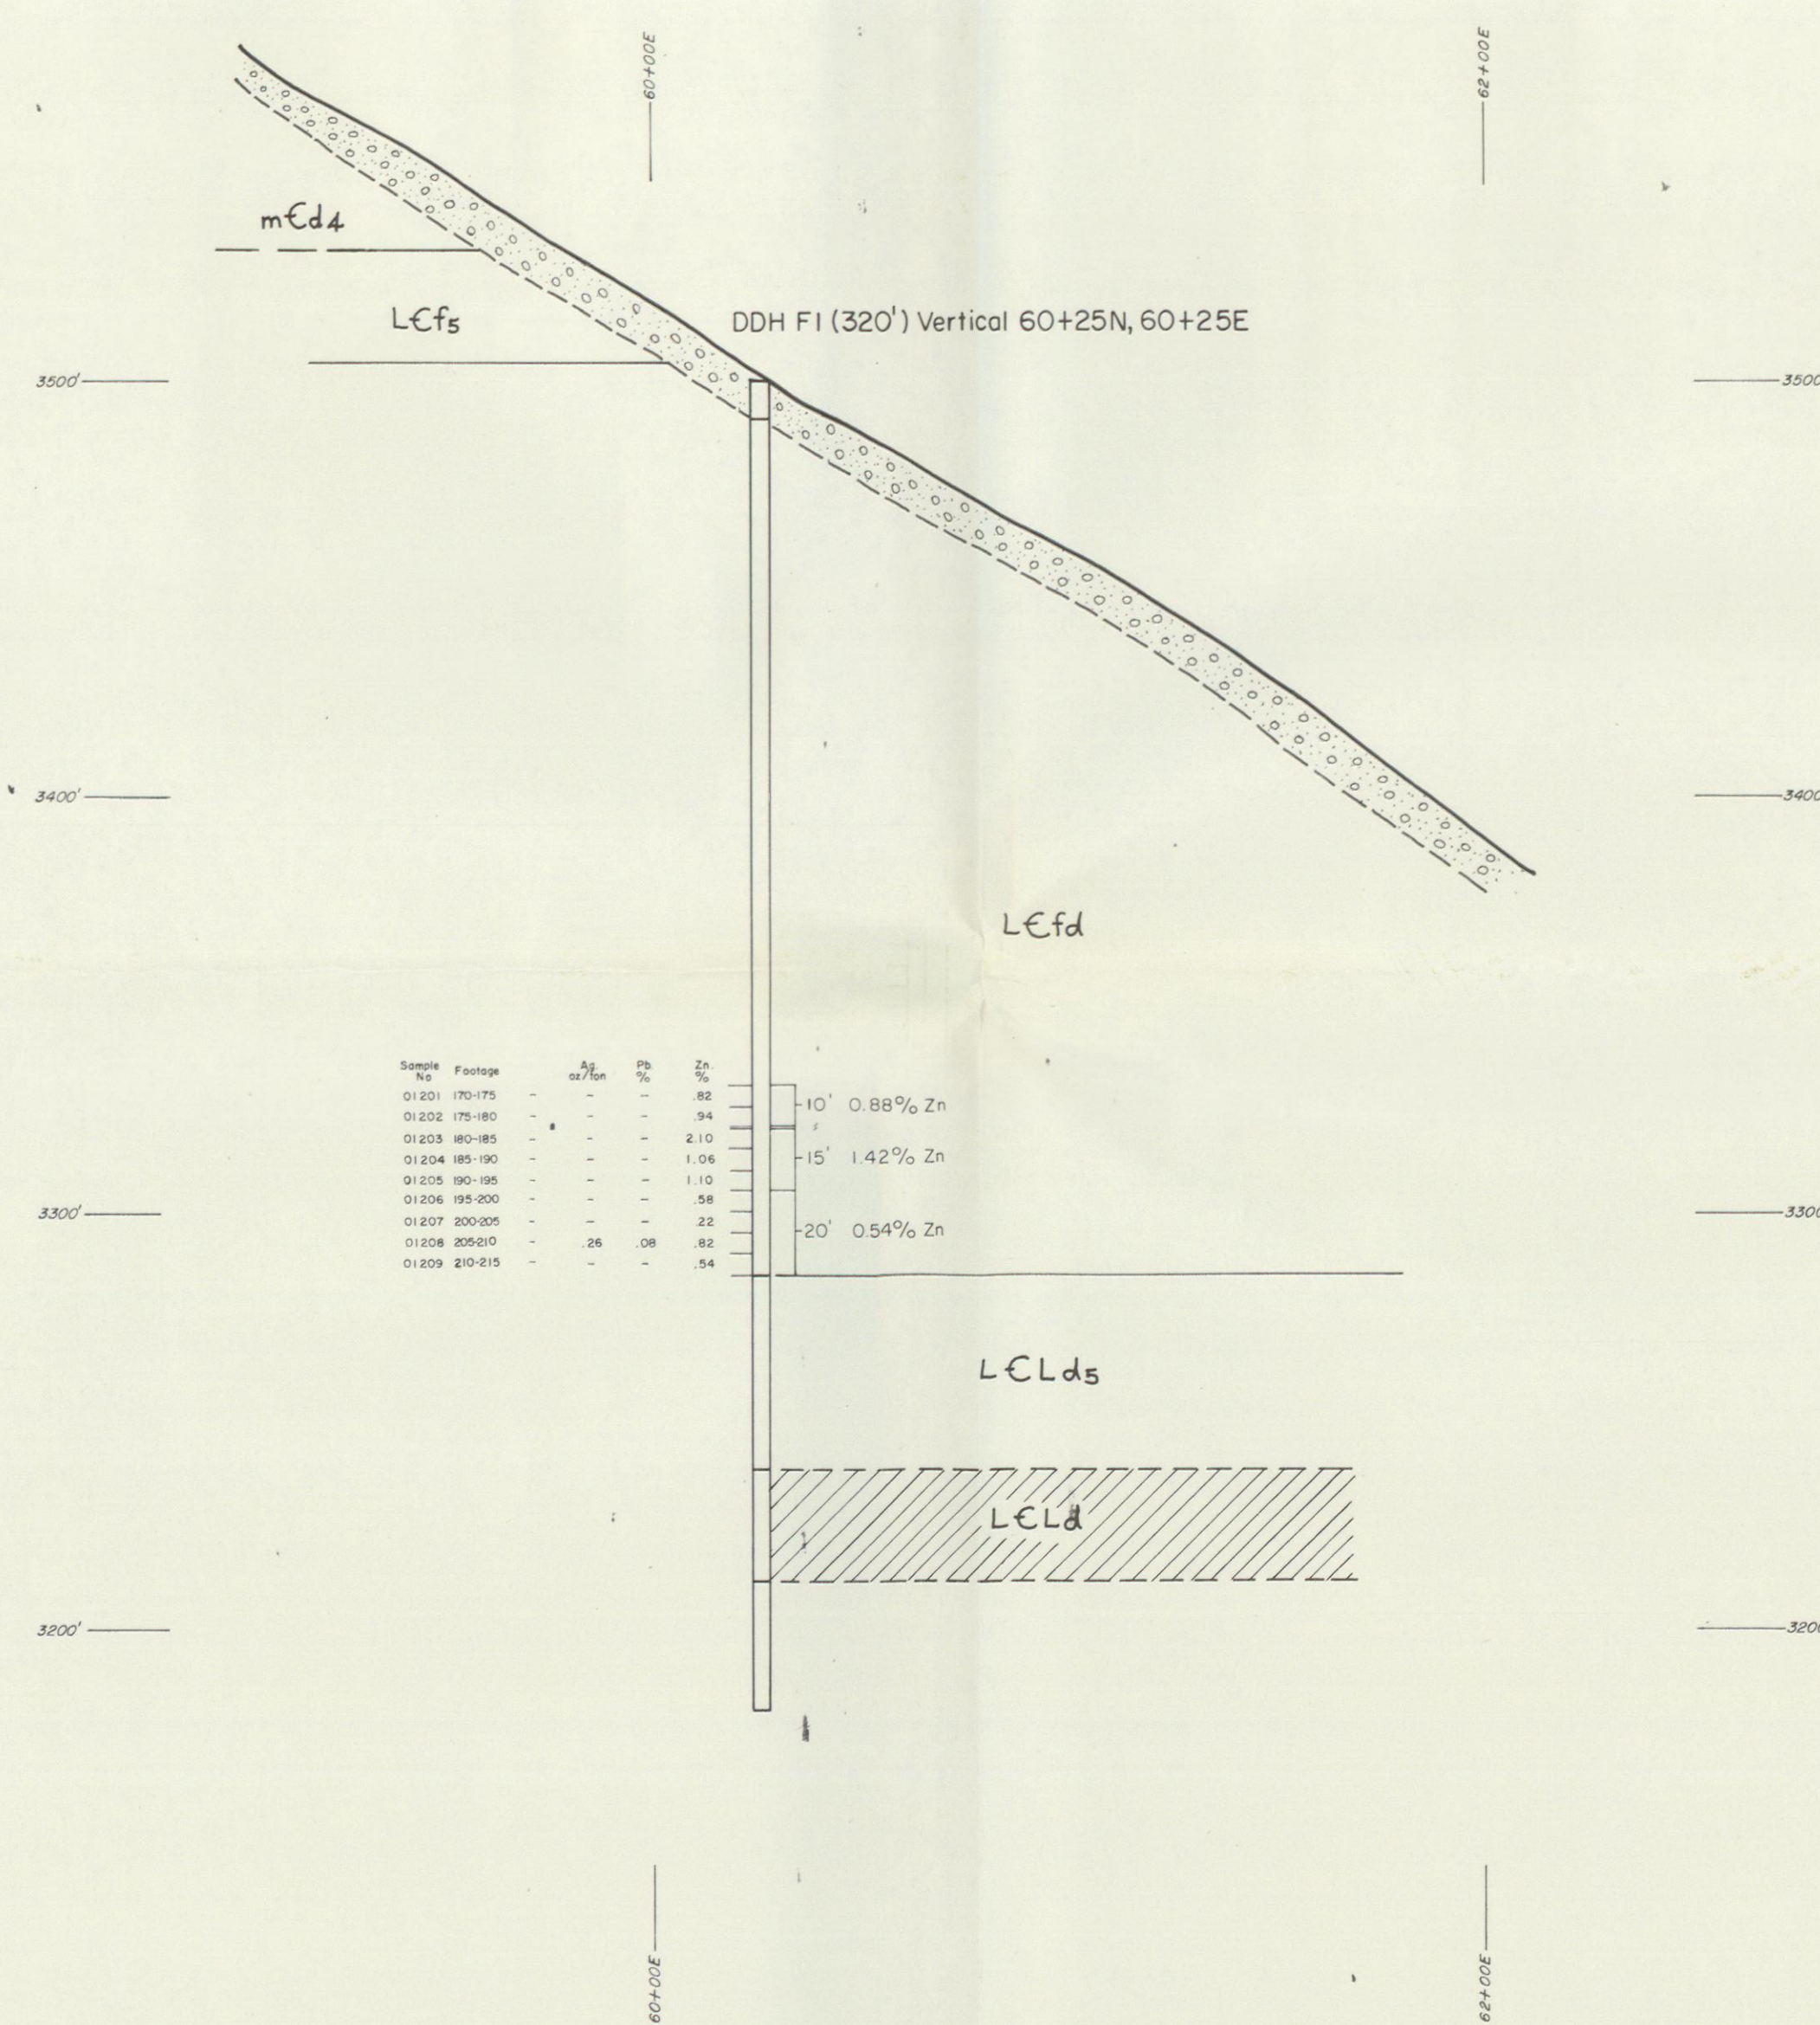 60+00E
62+00E
m€d4
L€f5
DDH F1 (320') Vertical 60+25N, 60+25E
3500'
3500
3400'
3400
L€fd
Sample No Footage Ag. oz/ton Pb. % Zn. %
01201 170-175 - - - .82
01202 175-180 - - - .94
01203 180-185 - - - 2.10
01204 185-190 - - - 1.06
01205 190-195 - - - 1.10
01206 195-200 - - - .58
01207 200-205 - - - .22
01208 205-210 - .26 .08 .82
01209 210-215 - - - .54
10' 0.88% Zn
15' 1.42% Zn
20' 0.54% Zn
3300'
3300
L€Ld5
L€Ld
3200'
3200
60+00E
62+00E